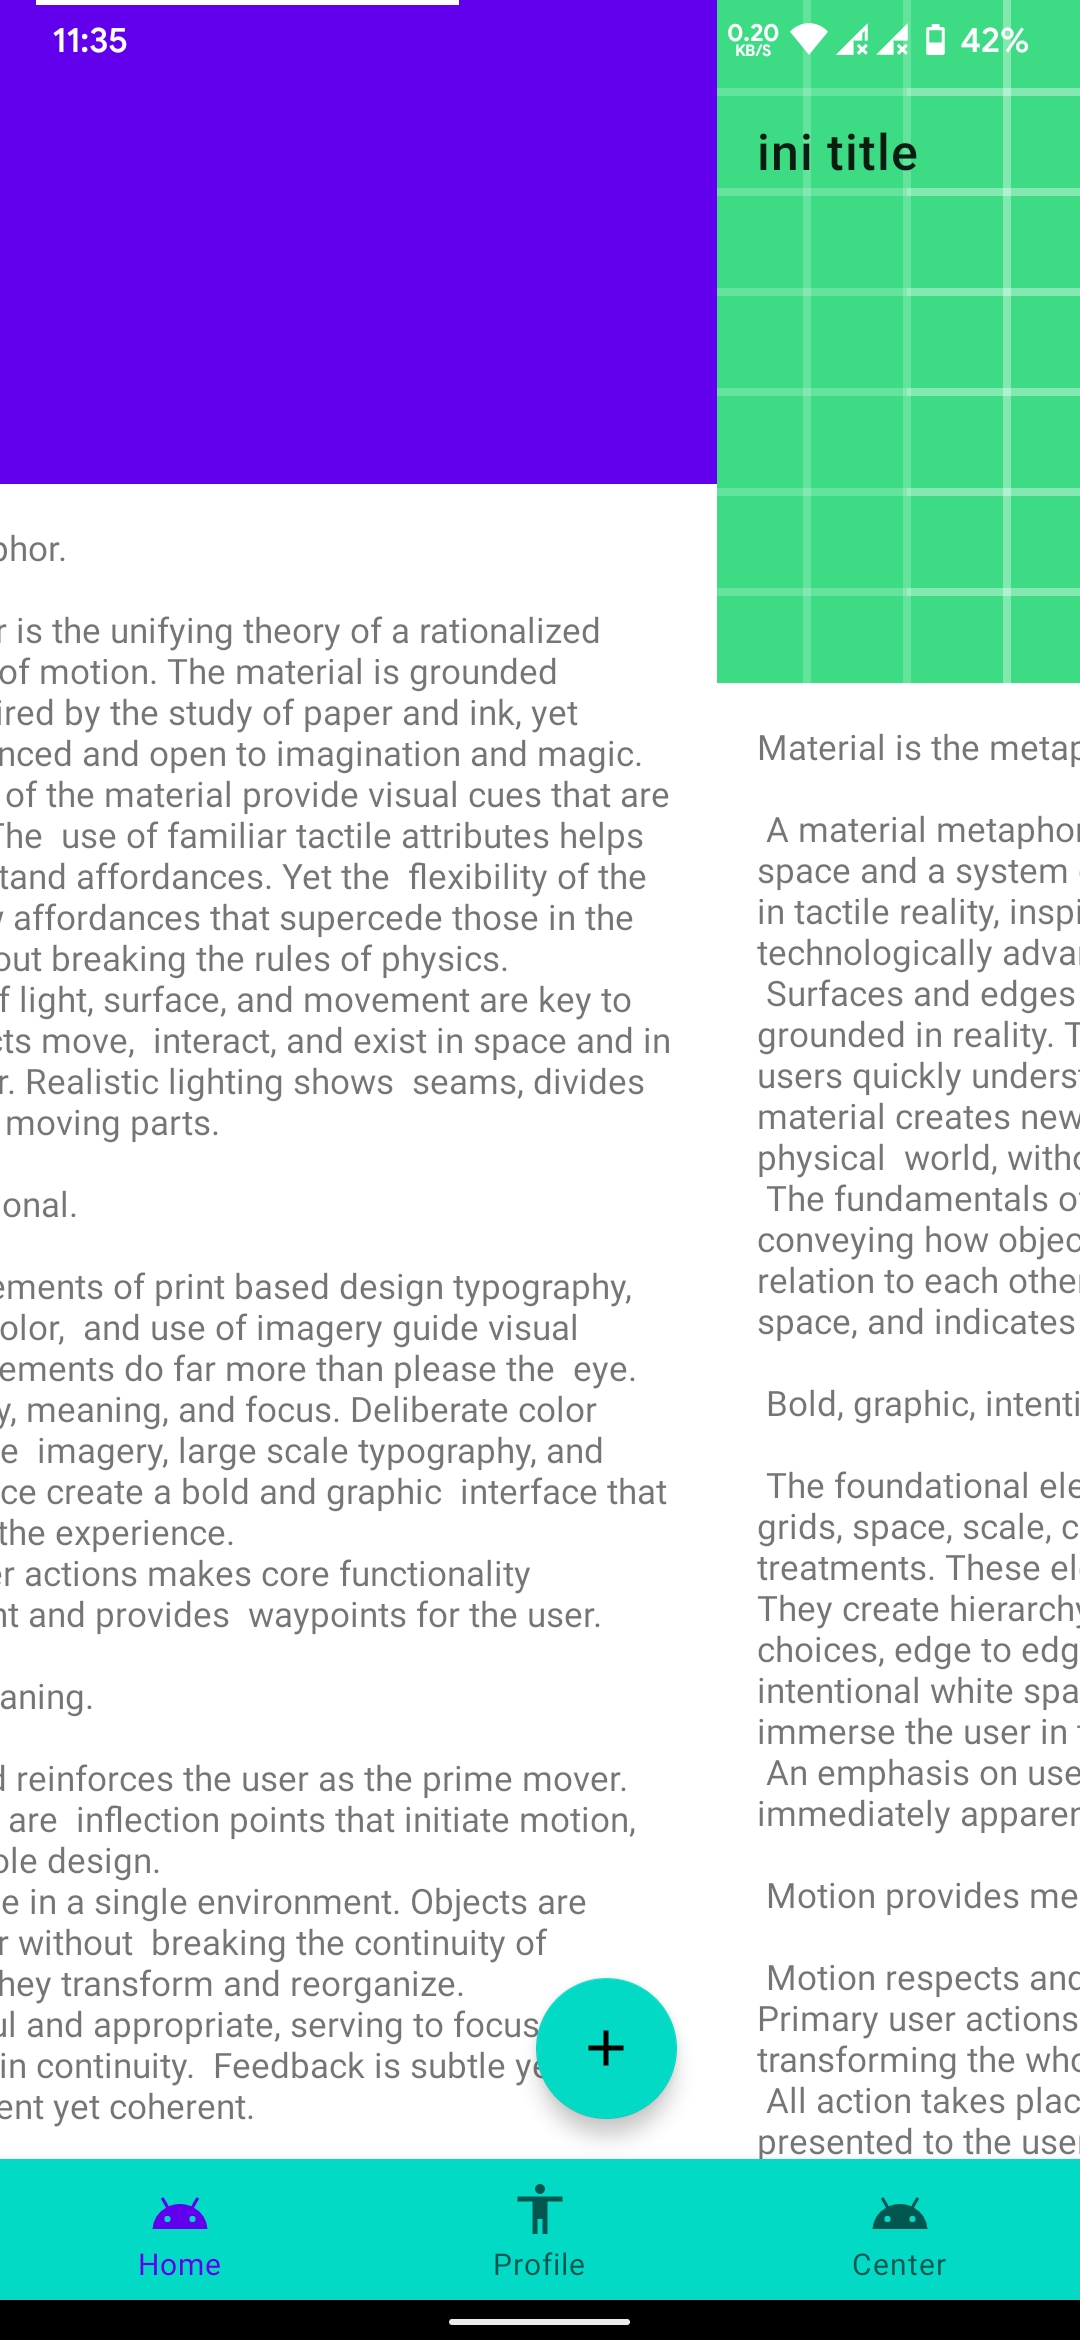 11:35
0.20
KB/S
42%
phor.
r is the unifying theory of a rationalized
of motion. The material is grounded
ired by the study of paper and ink, yet
nced and open to imagination and magic.
of the material provide visual cues that are
The  use of familiar tactile attributes helps
tand affordances. Yet the  flexibility of the
w affordances that supercede those in the
out breaking the rules of physics.
f light, surface, and movement are key to
cts move,  interact, and exist in space and in
r. Realistic lighting shows  seams, divides
moving parts.
onal.
ements of print based design typography,
olor,  and use of imagery guide visual
ements do far more than please the  eye.
y, meaning, and focus. Deliberate color
e  imagery, large scale typography, and
ce create a bold and graphic  interface that
the experience.
er actions makes core functionality
nt and provides  waypoints for the user.
aning.
d reinforces the user as the prime mover.
are  inflection points that initiate motion,
ole design.
e in a single environment. Objects are
r without  breaking the continuity of
hey transform and reorganize.
ul and appropriate, serving to focus
in continuity.  Feedback is subtle ye
ent yet coherent.
ini title
Material is the metap
A material metaphor
space and a system o
in tactile reality, inspi
technologically advan
Surfaces and edges
grounded in reality. T
users quickly underst
material creates new
physical  world, witho
The fundamentals of
conveying how objec
relation to each other
space, and indicates
Bold, graphic, intenti
The foundational ele
grids, space, scale, c
treatments. These ele
They create hierarchy
choices, edge to edg
intentional white spa
immerse the user in t
An emphasis on use
immediately apparen
Motion provides me
Motion respects and
Primary user actions
transforming the who
All action takes plac
presented to the user
Home
Profile
Center